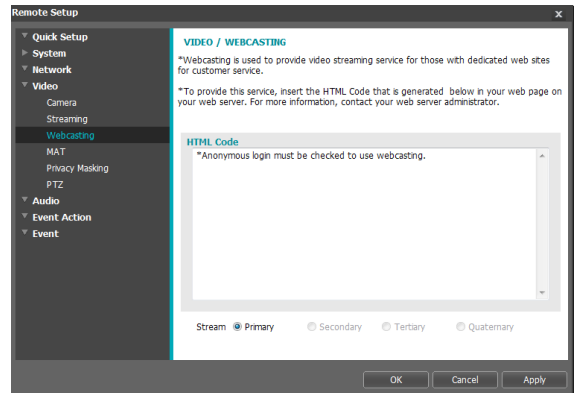 Remote Setup
x
Quick Setup
System
Network
Video
Camera
Streaming
Webcasting
MAT
Privacy Masking
PTZ
Audio
Event Action
Event
VIDEO / WEBCASTING
*Webcasting is used to provide video streaming service for those with dedicated web sites
for customer service.
*To provide this service, insert the HTML Code that is generated below in your web page on
your web server. For more information, contact your web server administrator.
HTML Code
*Anonymous login must be checked to use webcasting.
Stream Primary Secondary Tertiary Quaternary
OK Cancel Apply